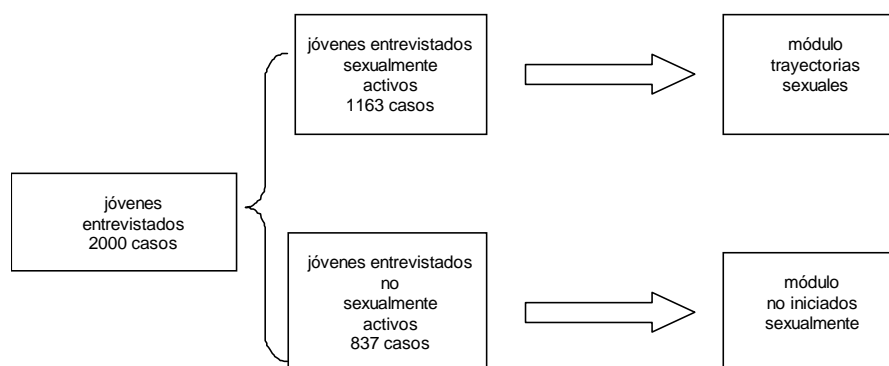 jóvenes entrevistados
sexualmente
activos
1163 casos
módulo
trayectorias
sexuales
jóvenes
entrevistados
2000 casos
jóvenes entrevistados
no
sexualmente
activos
837 casos
módulo
no iniciados
sexualmente